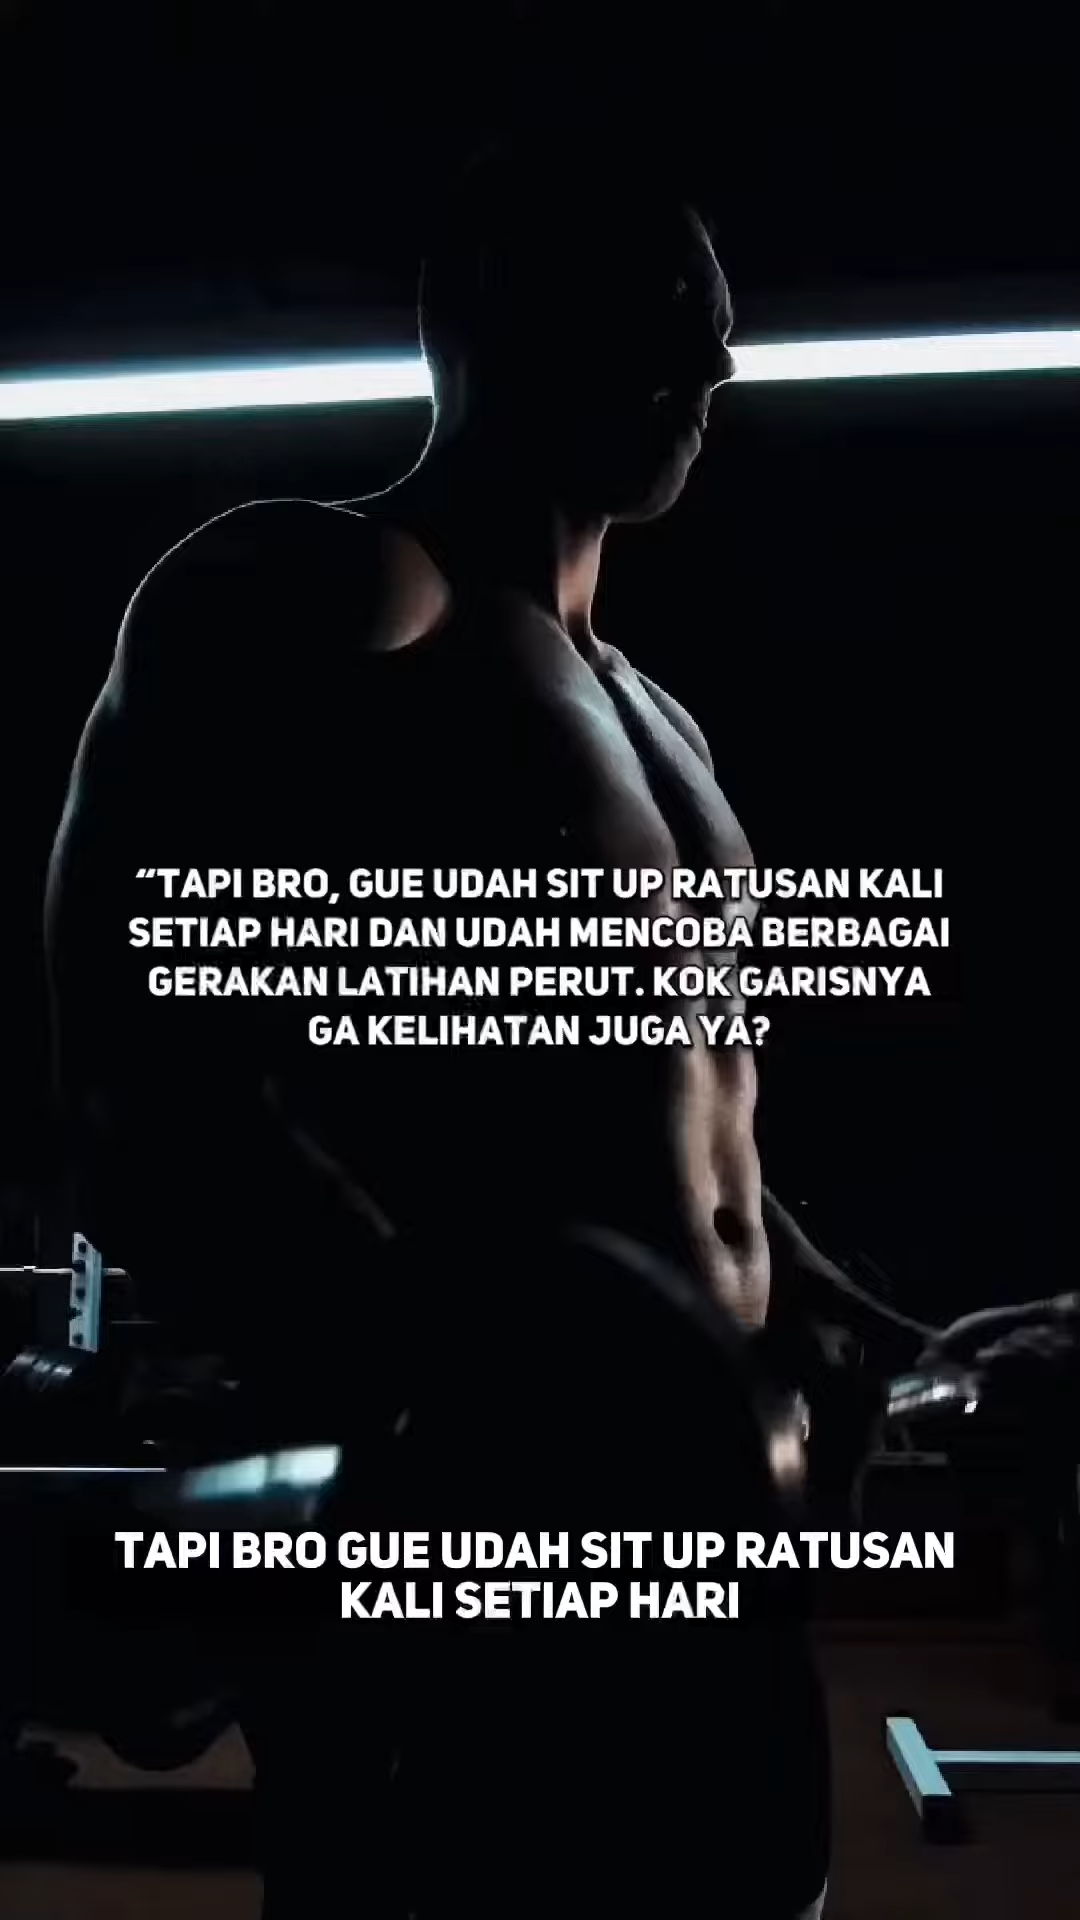 “TAPI BRO, GUE UDAH SIT UP RATUSAN KALI
SETIAP HARI DAN UDAH MENCOBA BERBAGAI
GERAKAN LATIHAN PERUT. KOK GARISNYA
GA KELIHATAN JUGA YA?
TAPI BRO GUE UDAH SIT UP RATUSAN
KALI SETIAP HARI